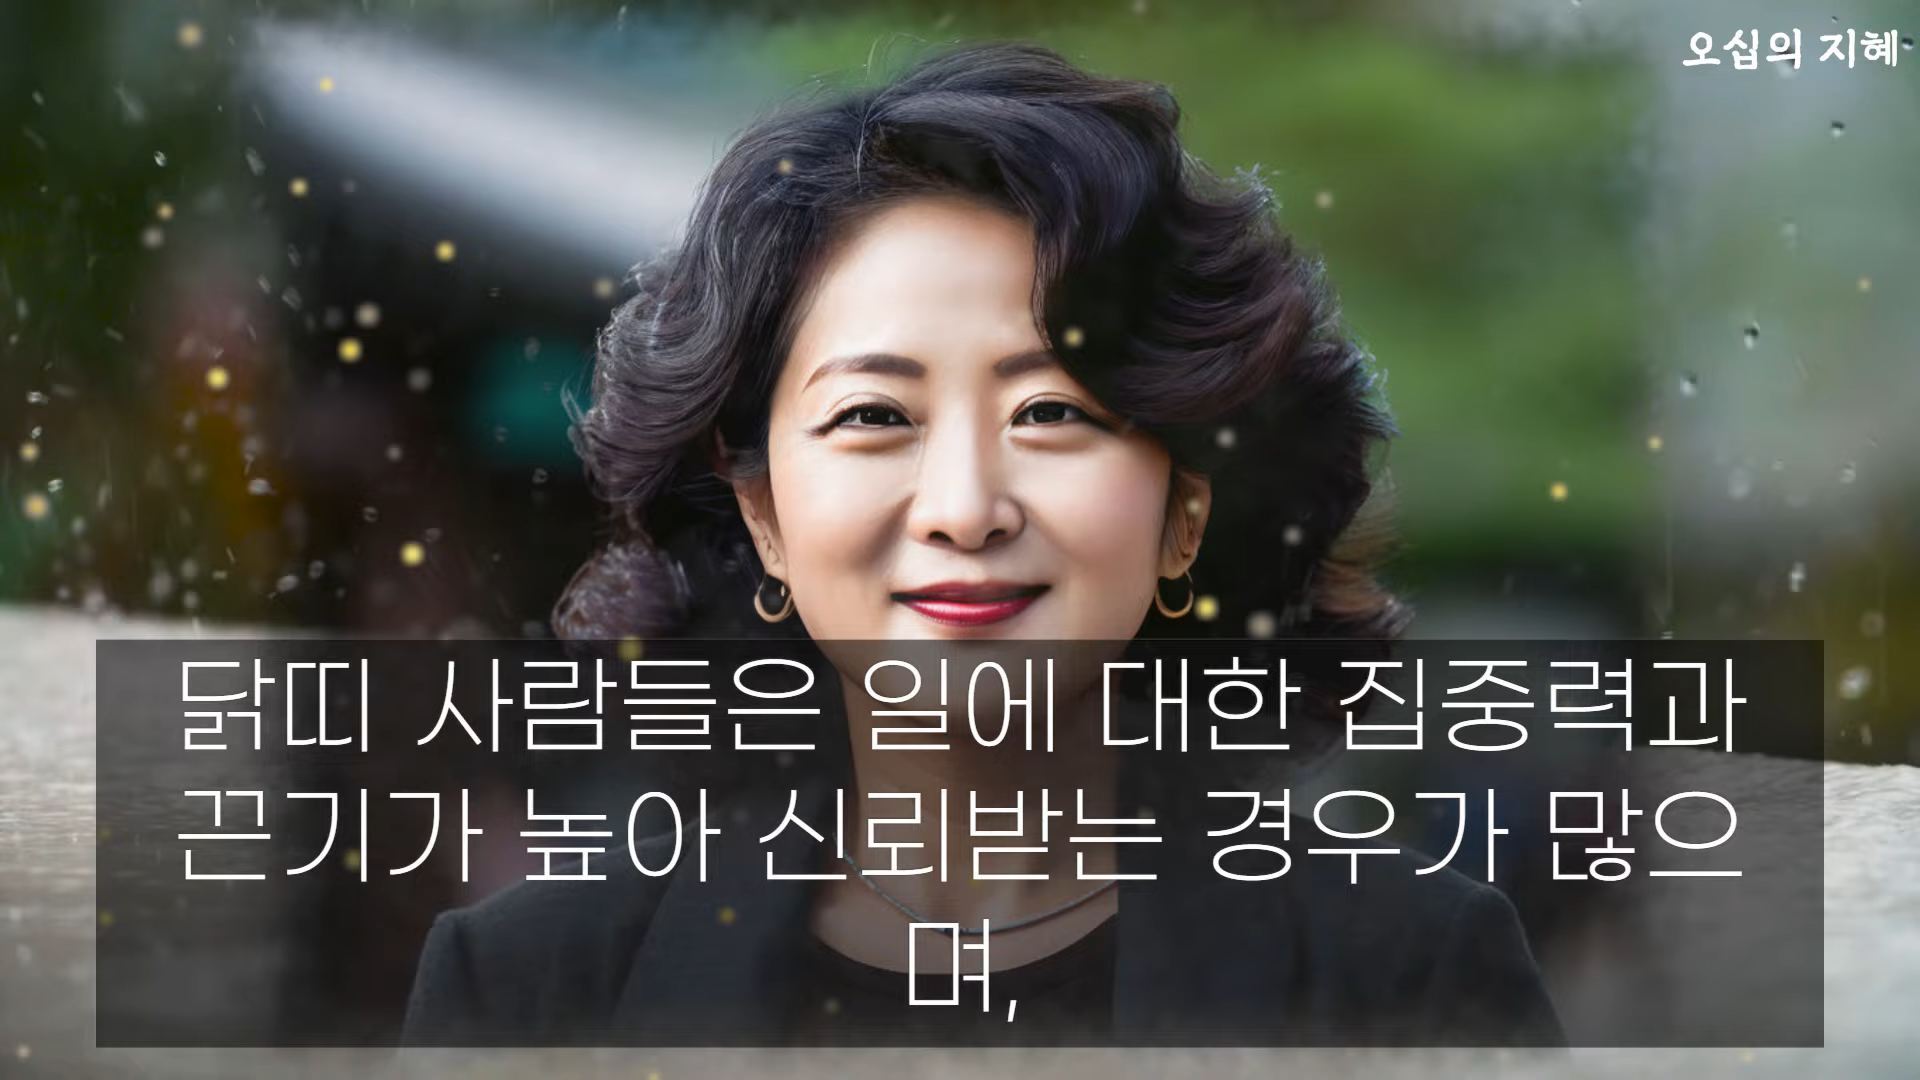 오십의 지혜
닭띠 사람들은 일에 대한 집중력과
끈기가 높아 신뢰받는 경우가 많으
며,